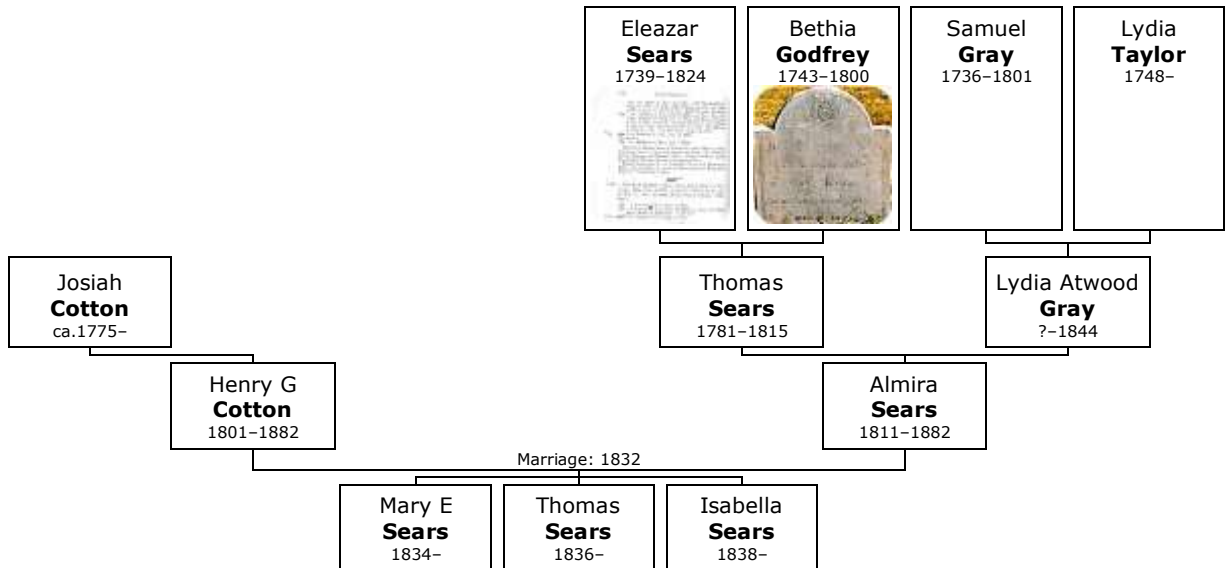 Eleazar
Sears
1739–1824
Bethia
Godfrey
1743–1800
Samuel
Gray
1736–1801
Lydia
Taylor
1748–
Josiah
Cotton
ca.1775–
Thomas
Sears
1781–1815
Lydia Atwood
Gray
?–1844
Henry G
Cotton
1801–1882
Almira
Sears
1811–1882
Marriage: 1832
Mary E
Sears
1834–
Thomas
Sears
1836–
Isabella
Sears
1838–